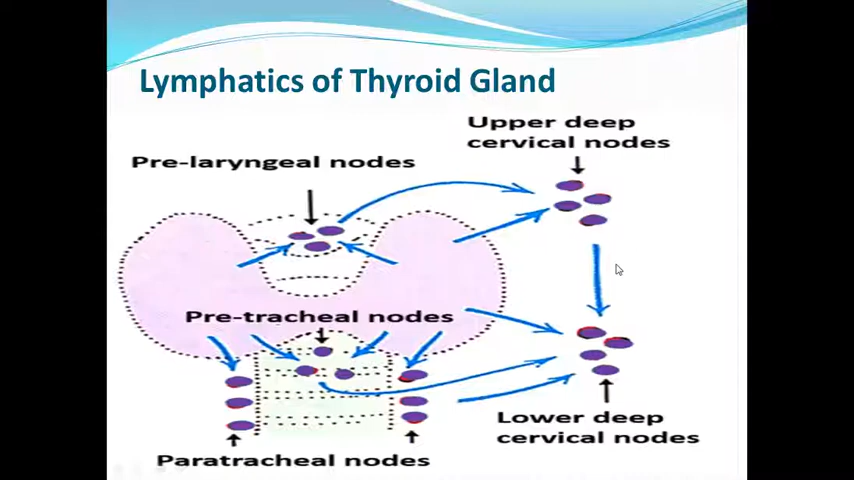 Lymphatics of Thyroid Gland
Upper deep
cervical nodes
Pre-laryngeal nodes
Pre-tracheal nodes
Lower deep
cervical nodes
Paratracheal nodes